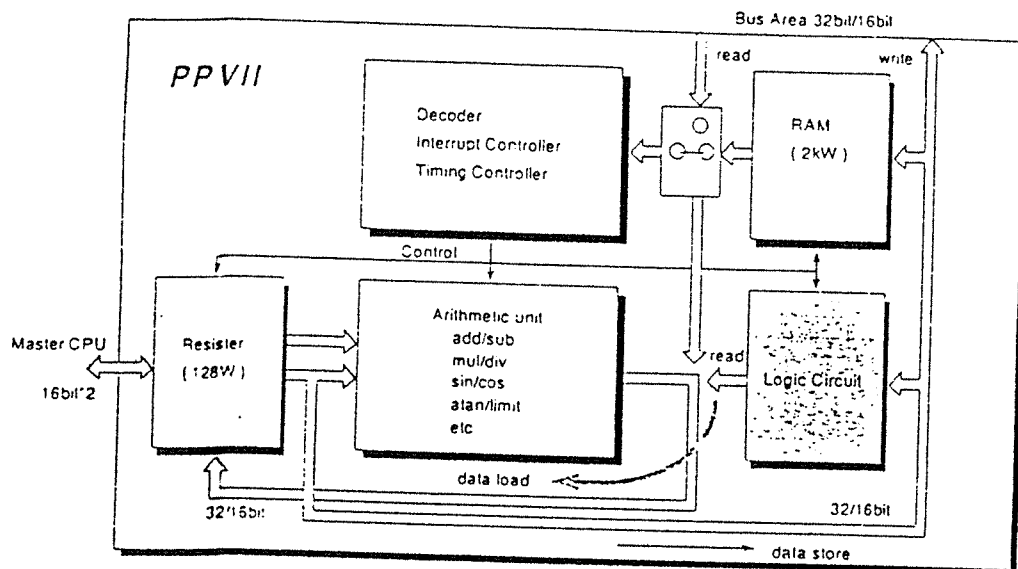 Bus Area 32bit/16bit
PPVII
read
write
Decoder
Interrupt Controller
Timing Controller
RAM
( 2kW )
Control
Master CPU
16bit*2
Resister
( 128W )
Arithmetic unit
add/sub
mul/div
sin/cos
atan/limit
etc
read
Logic Circuit
data load
32/16bit
32/16bit
data store